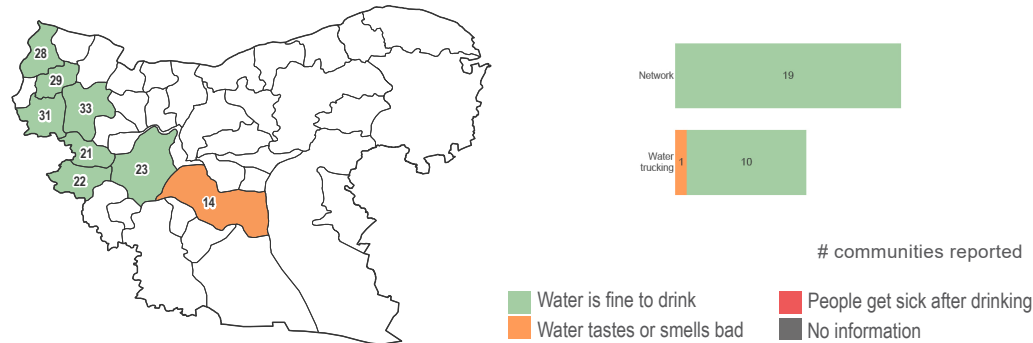 28
29
31
33
21
22
23
14
Network
19
Water
trucking
1
10
# communities reported
Water is fine to drink
Water tastes or smells bad
People get sick after drinking
No information